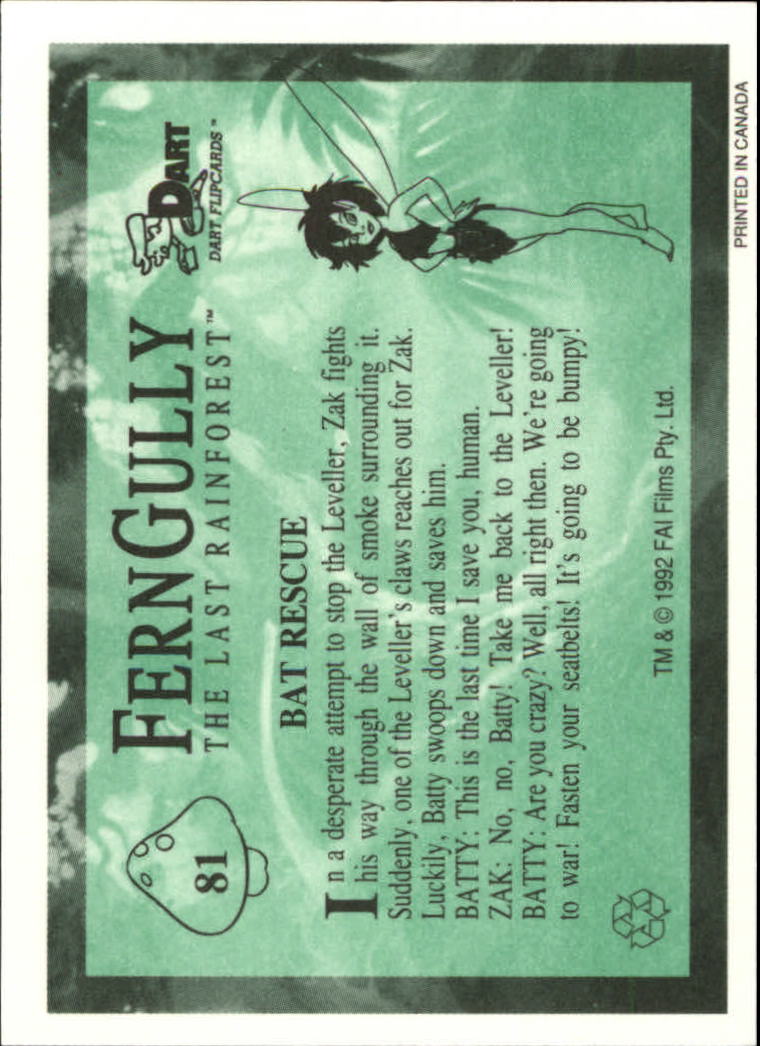 81
FERNGULLY
THE LAST RAINFOREST™
DART
DART FLIPCARDS™
BAT RESCUE
In a desperate attempt to stop the Leveller, Zak fights
his way through the wall of smoke surrounding it.
Suddenly, one of the Leveller's claws reaches out for Zak.
Luckily, Batty swoops down and saves him.
BATTY: This is the last time I save you, human.
ZAK: No, no, Batty! Take me back to the Leveller!
BATTY: Are you crazy? Well, all right then. We're going
to war! Fasten your seatbelts! It's going to be bumpy!
TM & © 1992 FAI Films Pty. Ltd.
PRINTED IN CANADA